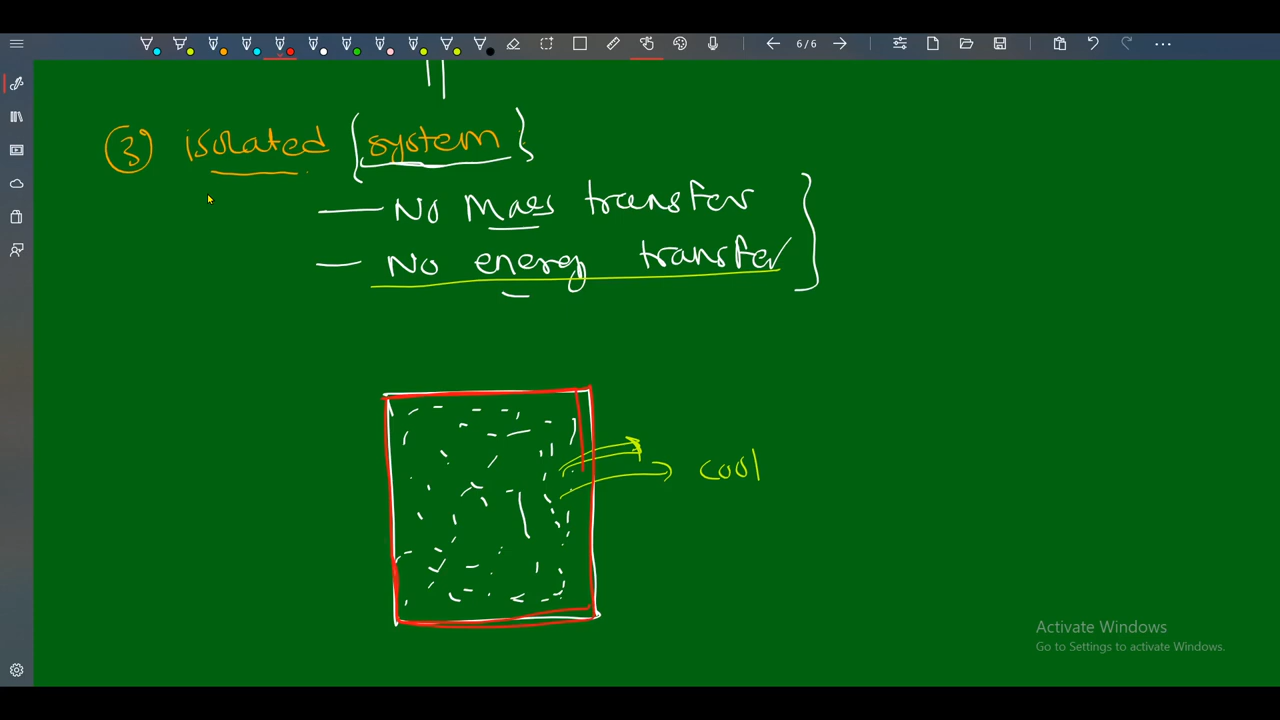 6/6
③ isolated {system}
— No Mass transfer
— No energy transfer
cool
Activate Windows
Go to Settings to activate Windows.